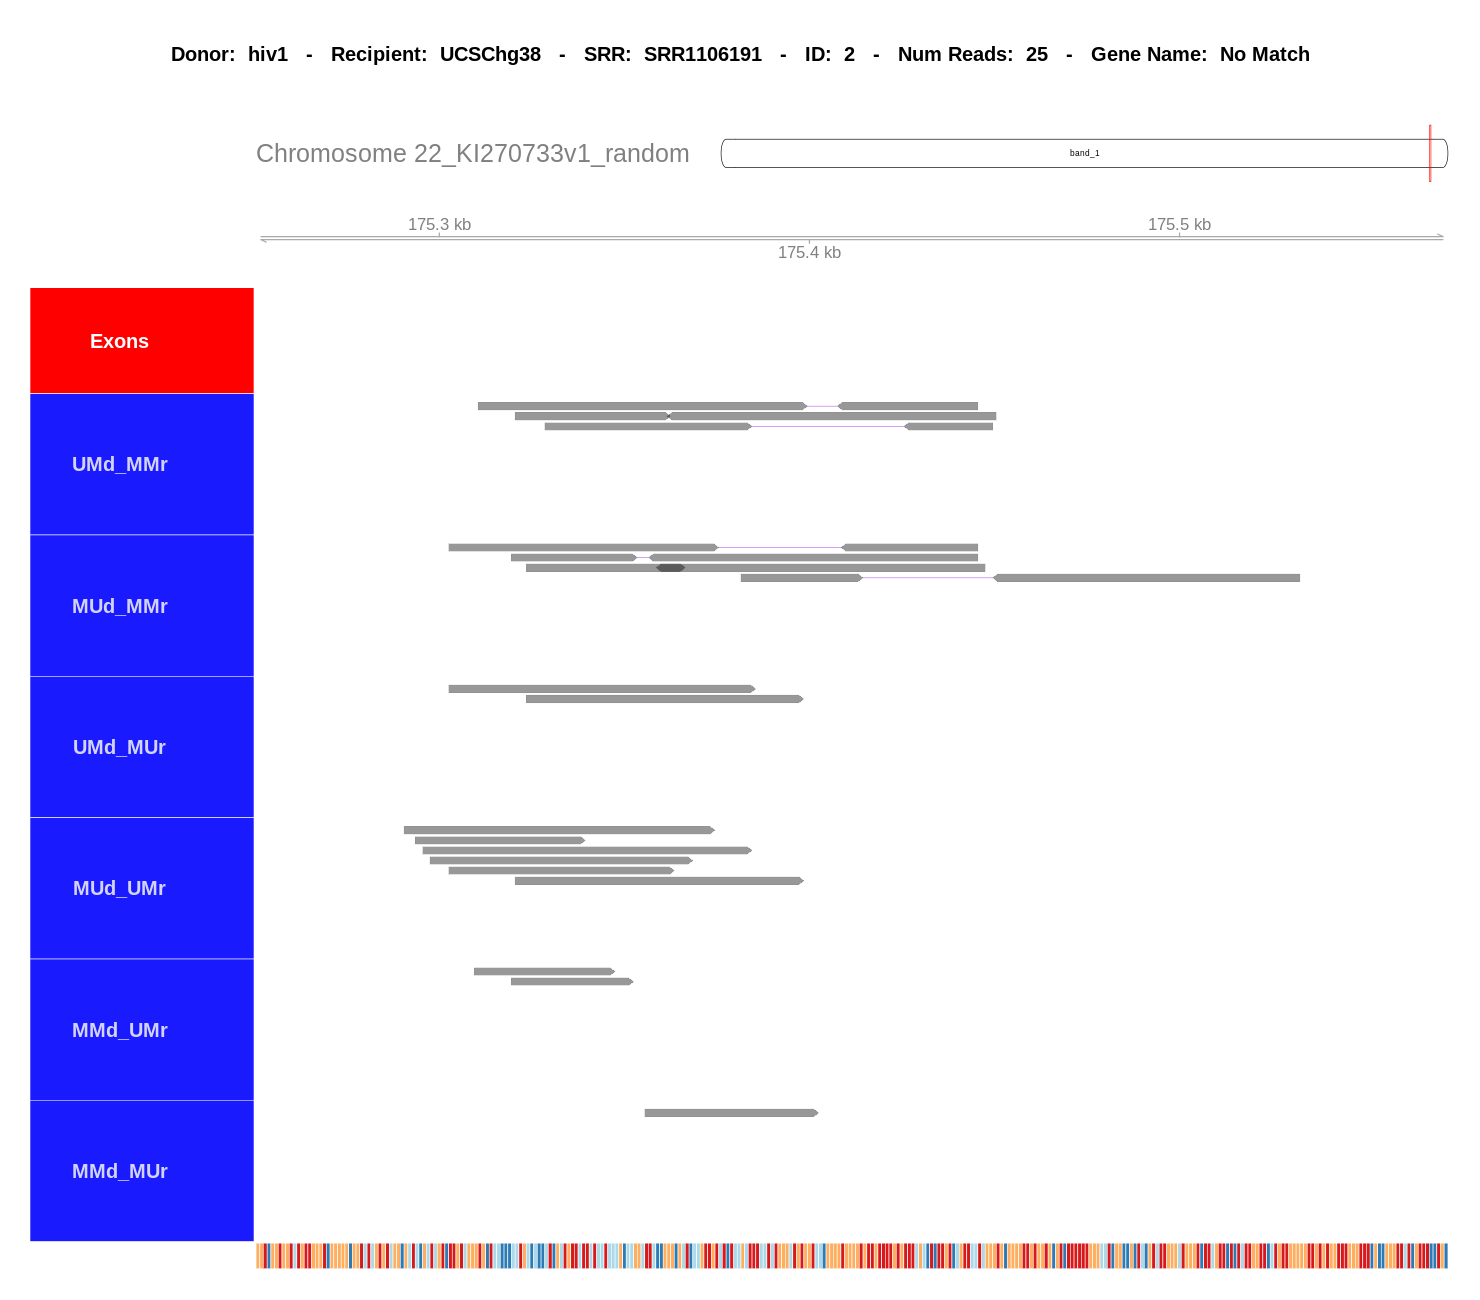 Donor: hiv1 - Recipient: UCSChg38 - SRR: SRR1106191 - ID: 2 - Num Reads: 25 - Gene Name: No Match
Chromosome 22_KI270733v1_random
band_1
175.3 kb
175.5 kb
175.4 kb
Exons
UMd_MMr
MUd_MMr
UMd_MUr
MUd_UMr
MMd_UMr
MMd_MUr